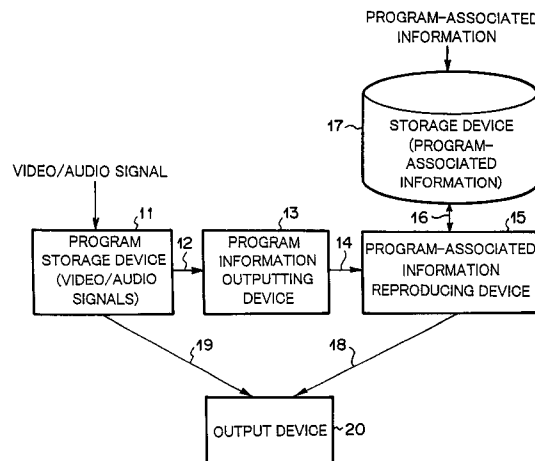 PROGRAM-ASSOCIATED
INFORMATION
17
STORAGE DEVICE
(PROGRAM-
ASSOCIATED
INFORMATION)
VIDEO/AUDIO SIGNAL
11
13
16
15
PROGRAM
STORAGE DEVICE
(VIDEO/AUDIO
SIGNALS)
12
PROGRAM
INFORMATION
OUTPUTTING
DEVICE
14
PROGRAM-ASSOCIATED
INFORMATION
REPRODUCING DEVICE
19
18
OUTPUT DEVICE
20